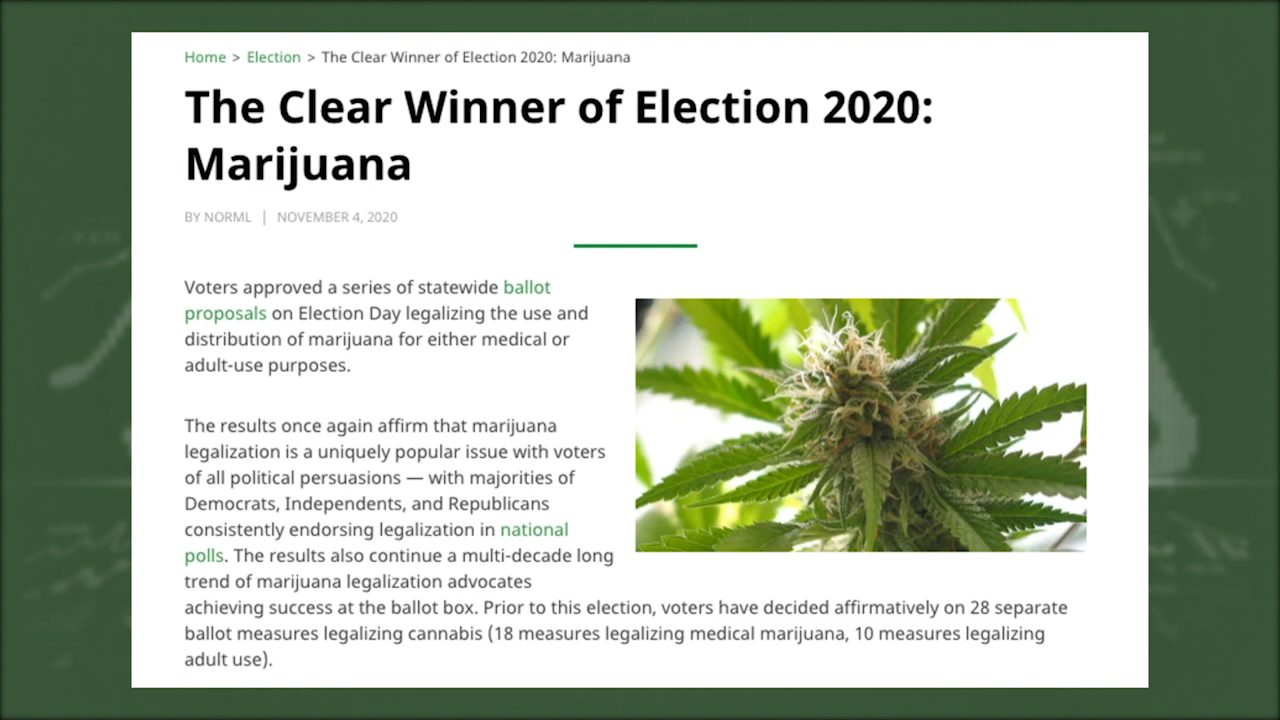 Home > Election > The Clear Winner of Election 2020: Marijuana
The Clear Winner of Election 2020:
Marijuana
BY NORML | NOVEMBER 4, 2020
Voters approved a series of statewide ballot
proposals on Election Day legalizing the use and
distribution of marijuana for either medical or
adult-use purposes.
The results once again affirm that marijuana
legalization is a uniquely popular issue with voters
of all political persuasions — with majorities of
Democrats, Independents, and Republicans
consistently endorsing legalization in national
polls. The results also continue a multi-decade long
trend of marijuana legalization advocates
achieving success at the ballot box. Prior to this election, voters have decided affirmatively on 28 separate
ballot measures legalizing cannabis (18 measures legalizing medical marijuana, 10 measures legalizing
adult use).